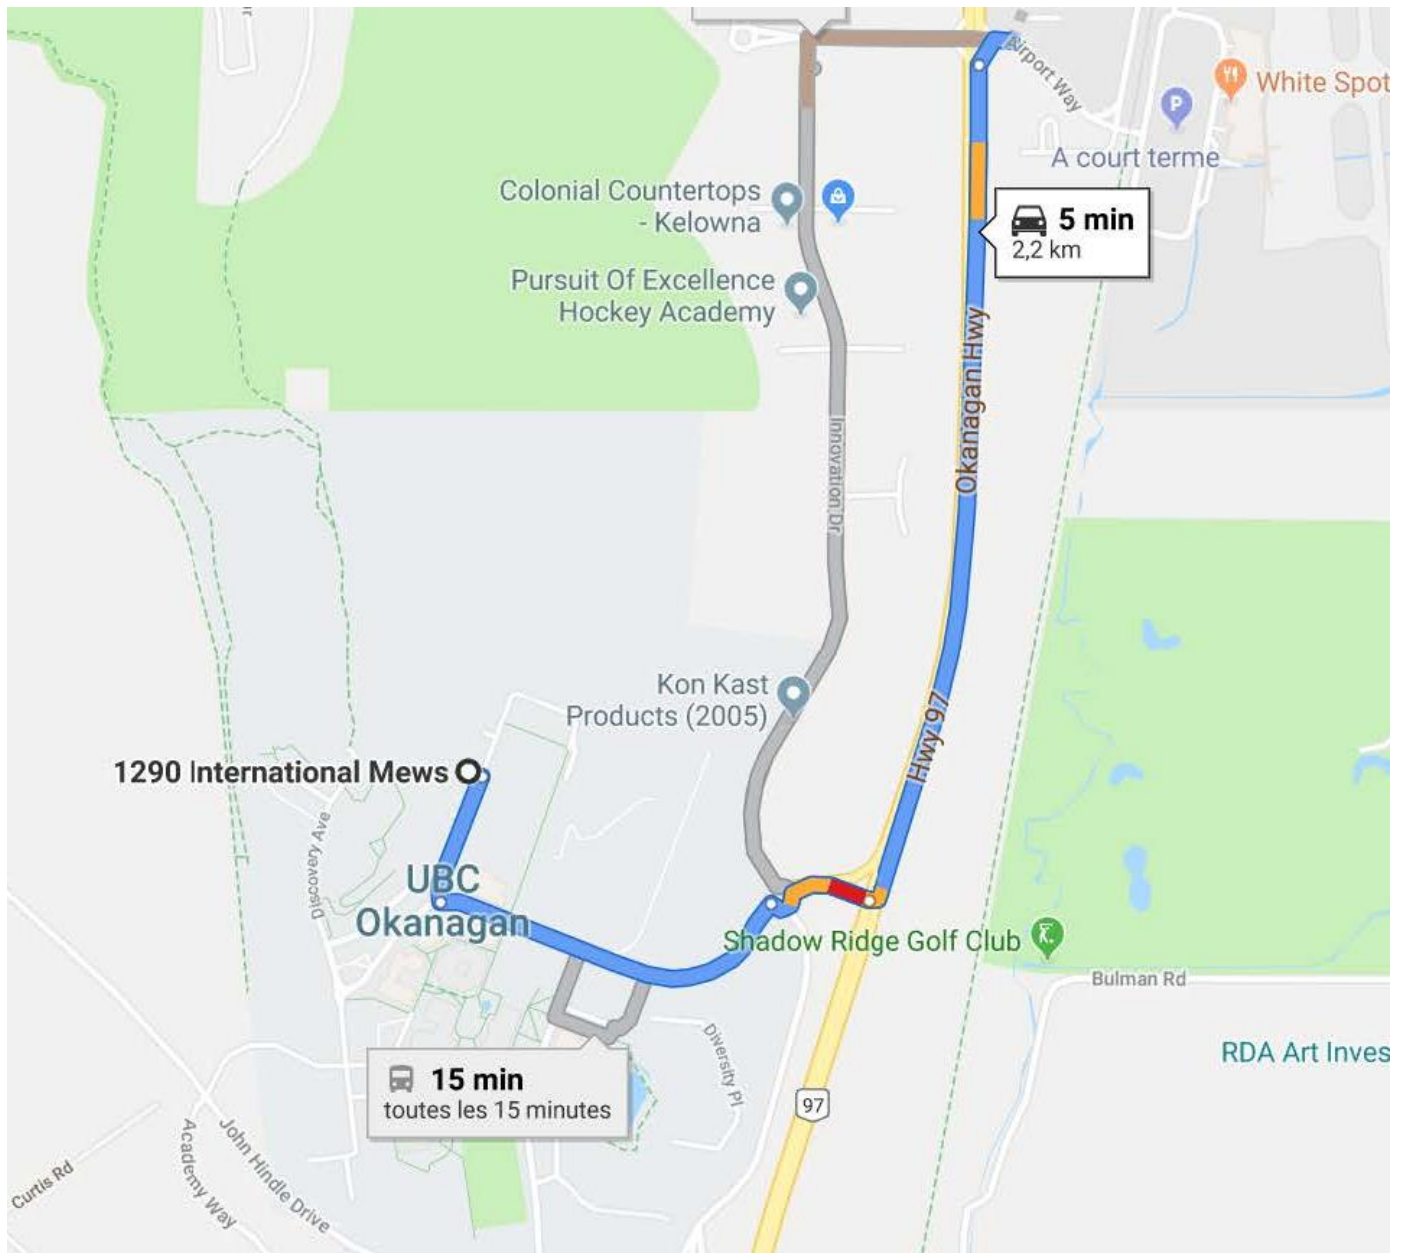 Airport Way
White Spot
P
A court terme
Colonial Countertops
- Kelowna
5 min
2,2 km
Pursuit Of Excellence
Hockey Academy
Okanagan Hwy
Innovation Dr
Kon Kast
Products (2005)
Hwy 97
1290 International Mews
Discovery Ave
UBC
Okanagan
Shadow Ridge Golf Club
Bulman Rd
RDA Art Inves
Diversity Pl
15 min
toutes les 15 minutes
97
John Hindle Drive
Academy Way
Curtis Rd